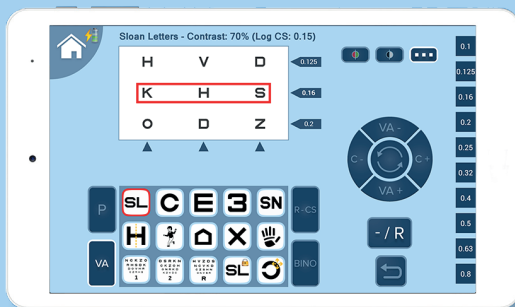 Sloan Letters - Contrast: 70% (Log CS: 0.15)
H V D 0.125
K H S 0.16
O D Z 0.2
0.1
0.125
0.16
0.2
0.25
0.32
0.4
0.5
0.63
0.8
VA -
C- C+
VA +
- / R
P SL C E 3 SN R-CS
H X
VA 1 2 R SL BINO